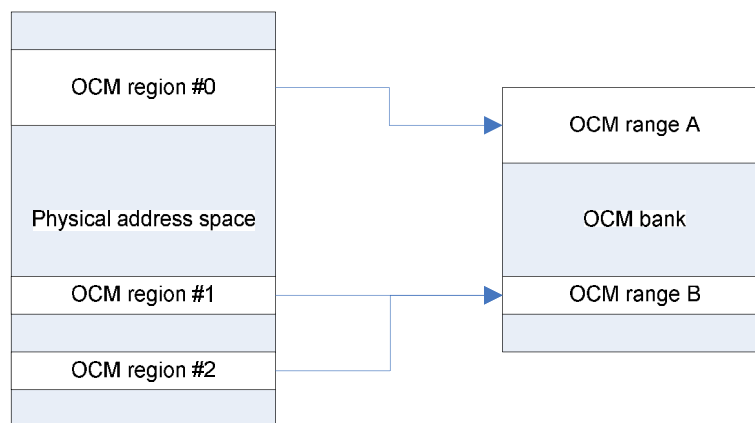 OCM region #0
OCM range A
Physical address space
OCM bank
OCM region #1
OCM range B
OCM region #2